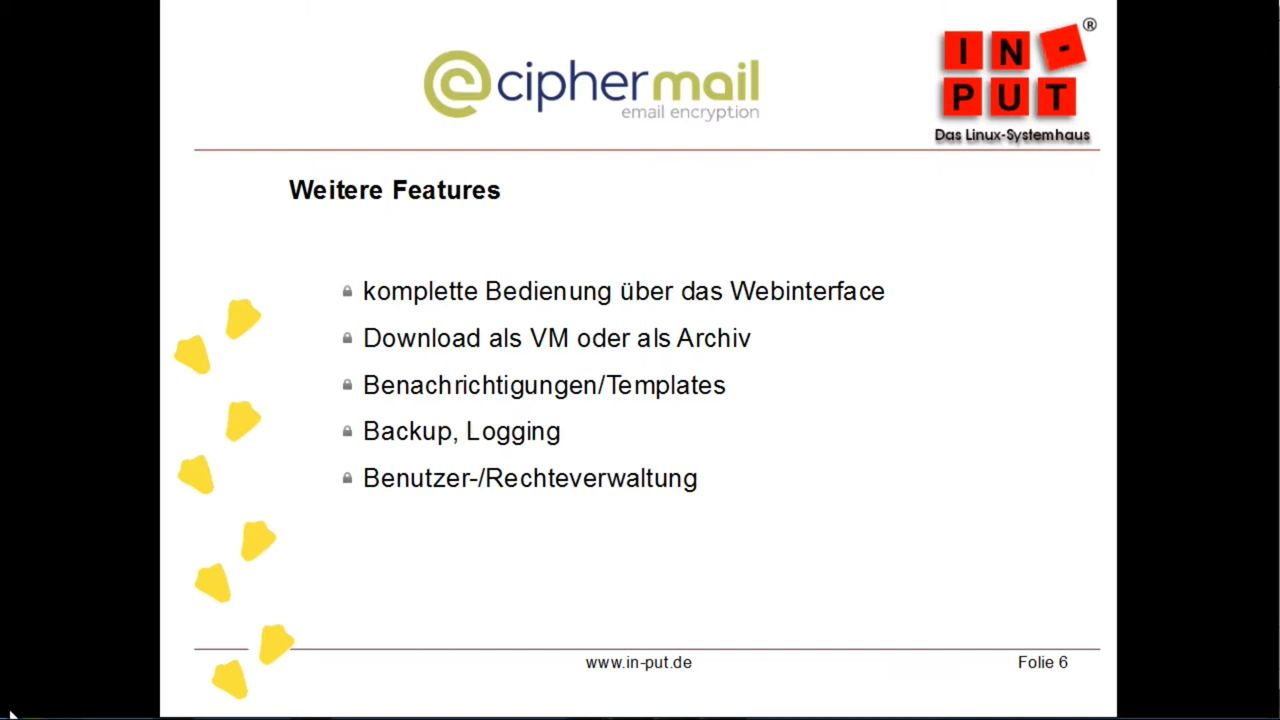 ciphermail
email encryption
IN-
PUT
®
Das Linux-Systemhaus
Weitere Features
komplette Bedienung über das Webinterface
Download als VM oder als Archiv
Benachrichtigungen/Templates
Backup, Logging
Benutzer-/Rechteverwaltung
www.in-put.de
Folie 6